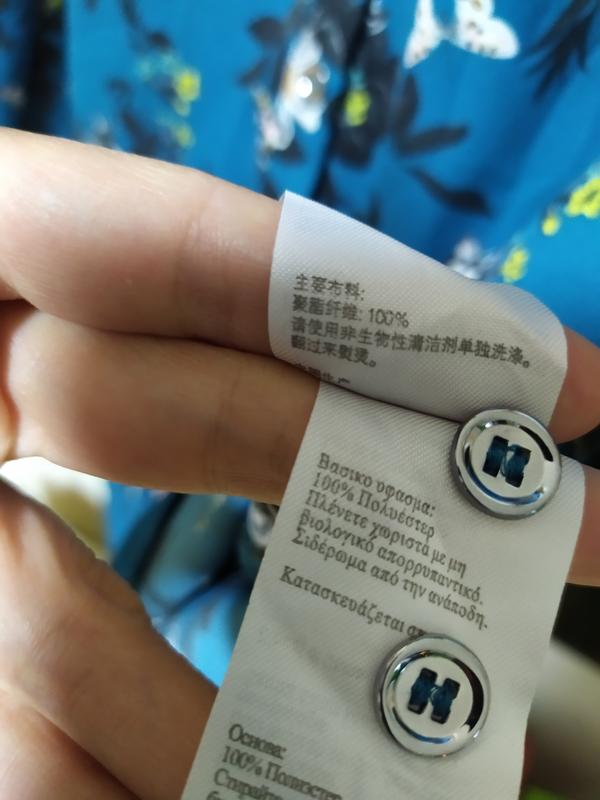 主要布料:
聚酯纤维: 100%
请使用非生物性清洁剂单独洗涤。
翻过来熨烫。
Βασικο υφασμα:
100% Πολυέστερ
Πλένετε χωριστά με μη
βιολογικό απορρυπαντικό.
Σιδέρωμα από την ανάποδη.
Κατασκευάζεται
Основа:
100% Полиэстер